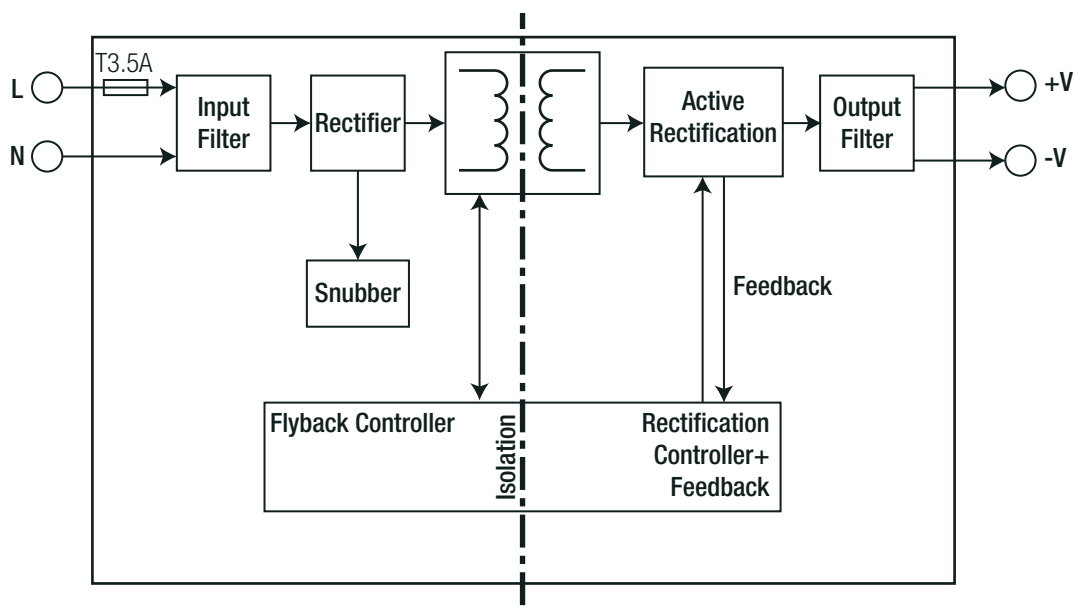 T3.5A
L
N
Input
Filter
Rectifier
Active
Rectification
Output
Filter
+V
-V
Snubber
Feedback
Flyback Controller
Isolation
Rectification
Controller+
Feedback